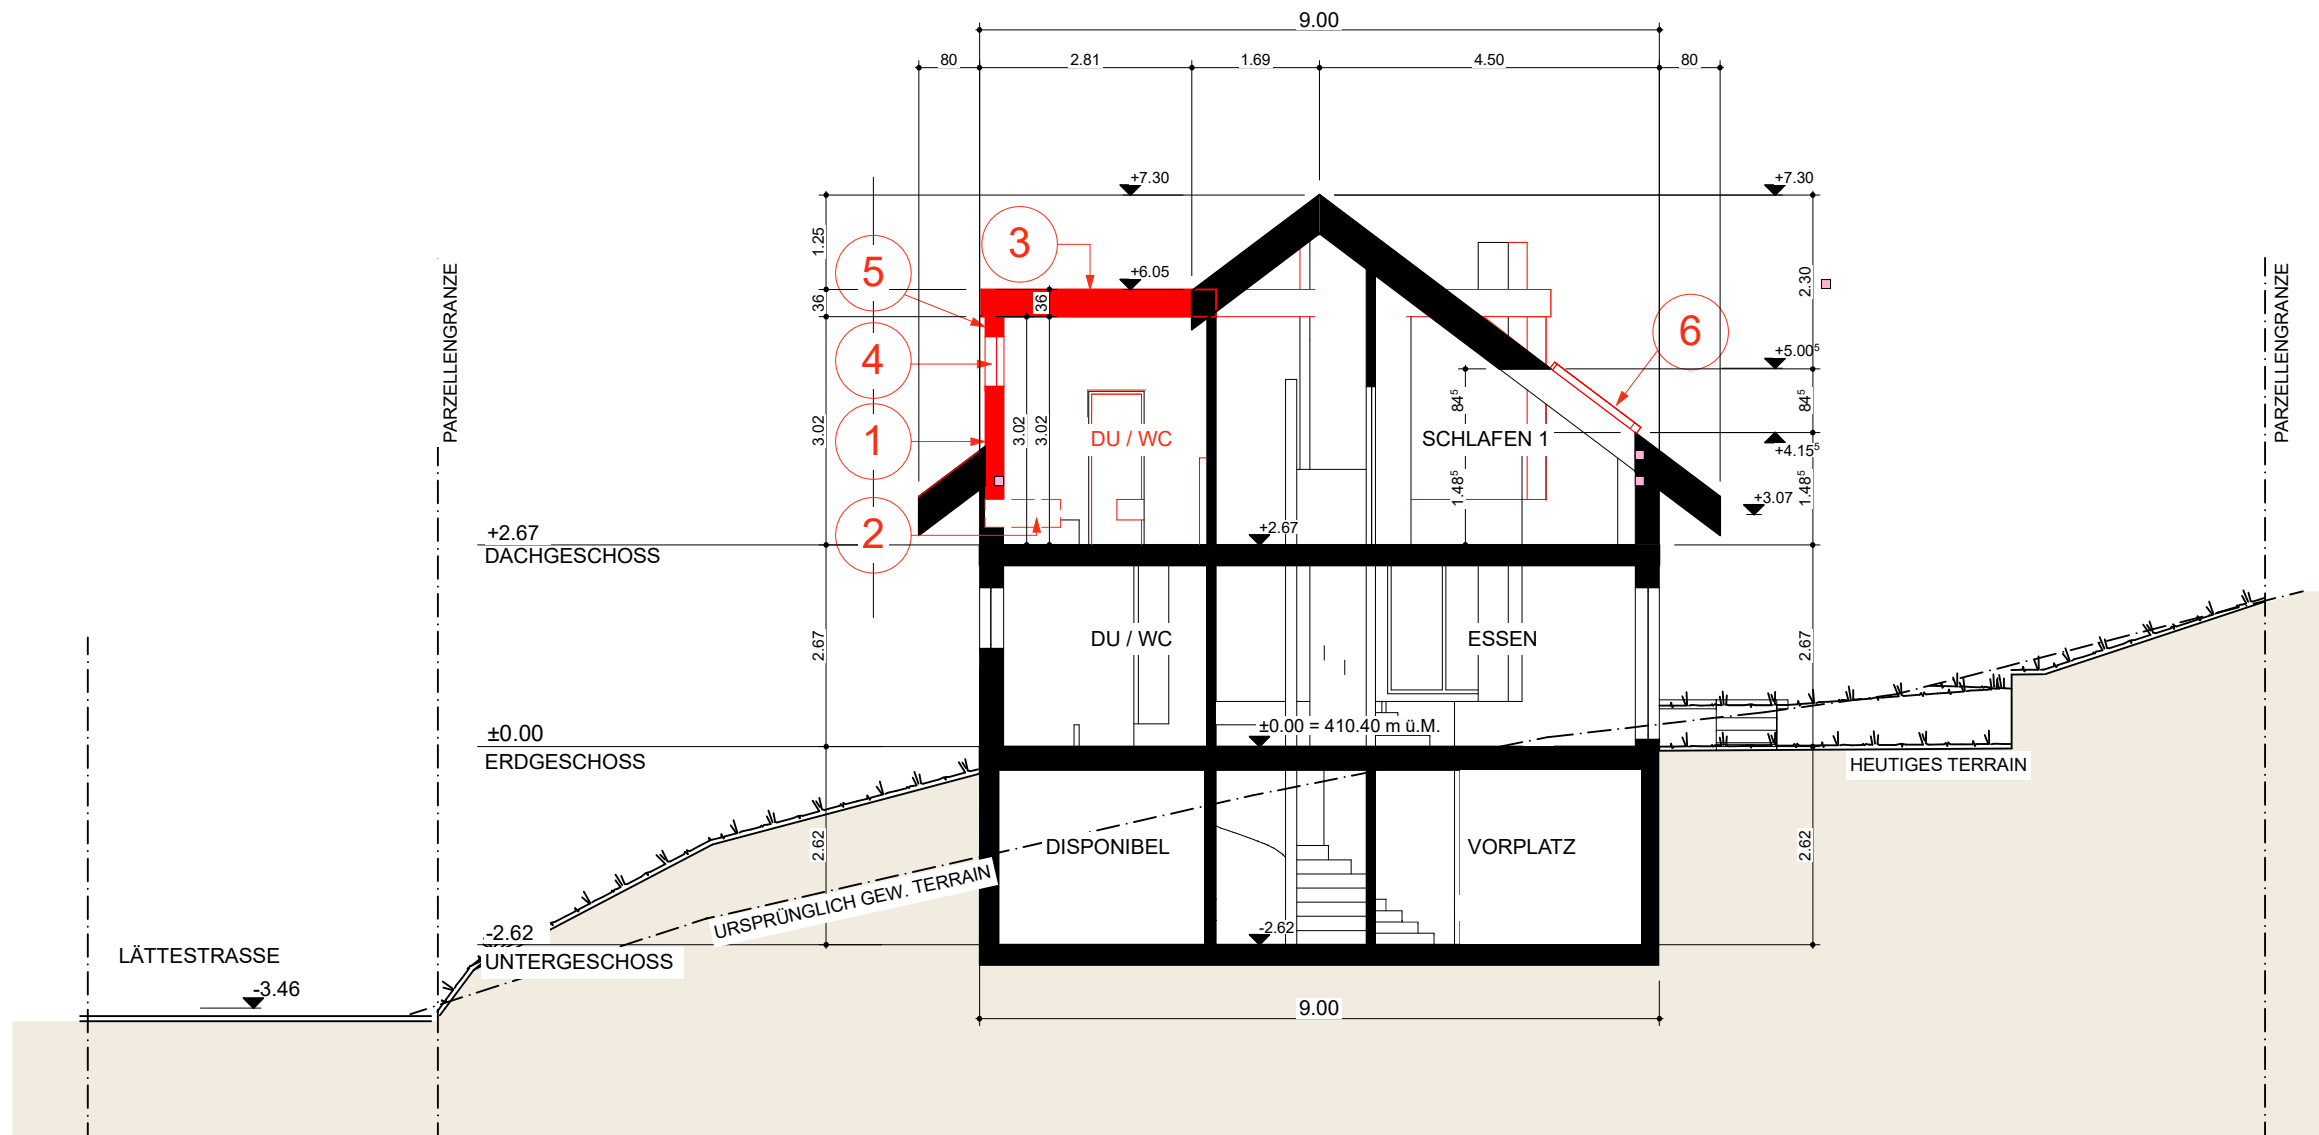 9.00
80
2.81
1.69
4.50
80
+7.30
+7.30
1.25
3
5
+6.05
36
36
2.30
PARZELLENGRANZE
PARZELLENGRANZE
4
6
+5.00⁵
84⁵
84⁵
3.02
3.02
3.02
1
DU / WC
SCHLAFEN 1
+4.15⁵
1.48⁵
1.48⁵
+3.07
2
+2.67
DACHGESCHOSS
+2.67
2.67
DU / WC
ESSEN
2.67
±0.00
ERDGESCHOSS
±0.00 = 410.40 m ü.M.
HEUTIGES TERRAIN
2.62
DISPONIBEL
VORPLATZ
2.62
URSPRÜNGLICH GEW. TERRAIN
-2.62
UNTERGESCHOSS
-2.62
LÄTTESTRASSE
-3.46
9.00